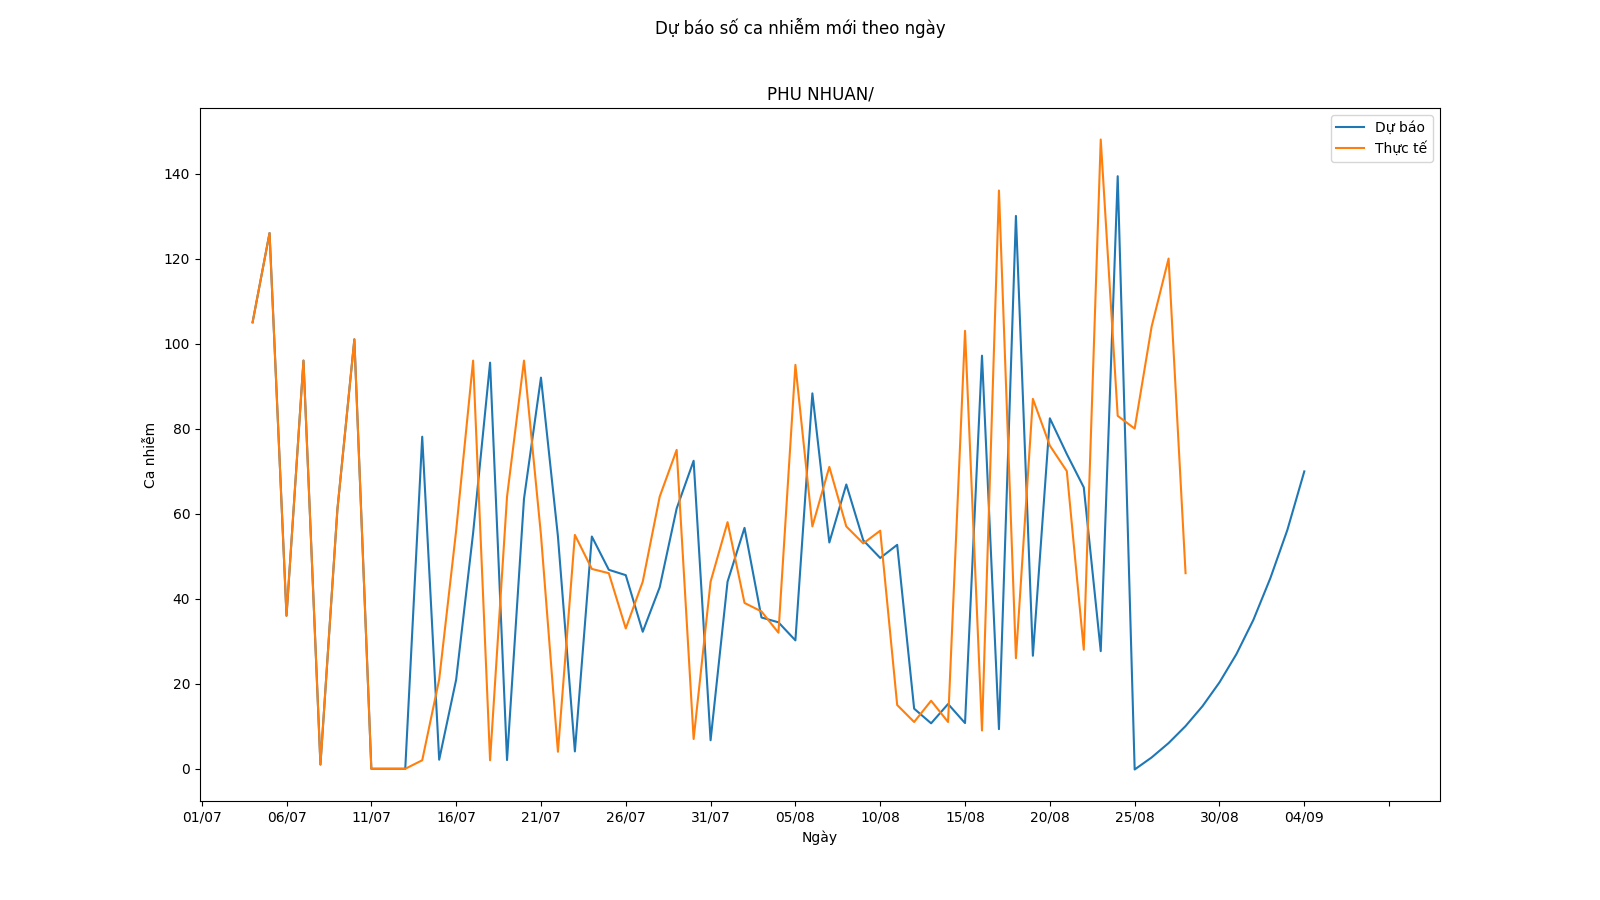 Dự báo số ca nhiễm mới theo ngày
PHU NHUAN/
Dự báo
Thực tế
140
120
100
80
60
40
20
0
Ca nhiễm
01/07 06/07 11/07 16/07 21/07 26/07 31/07 05/08 10/08 15/08 20/08 25/08 30/08 04/09
Ngày